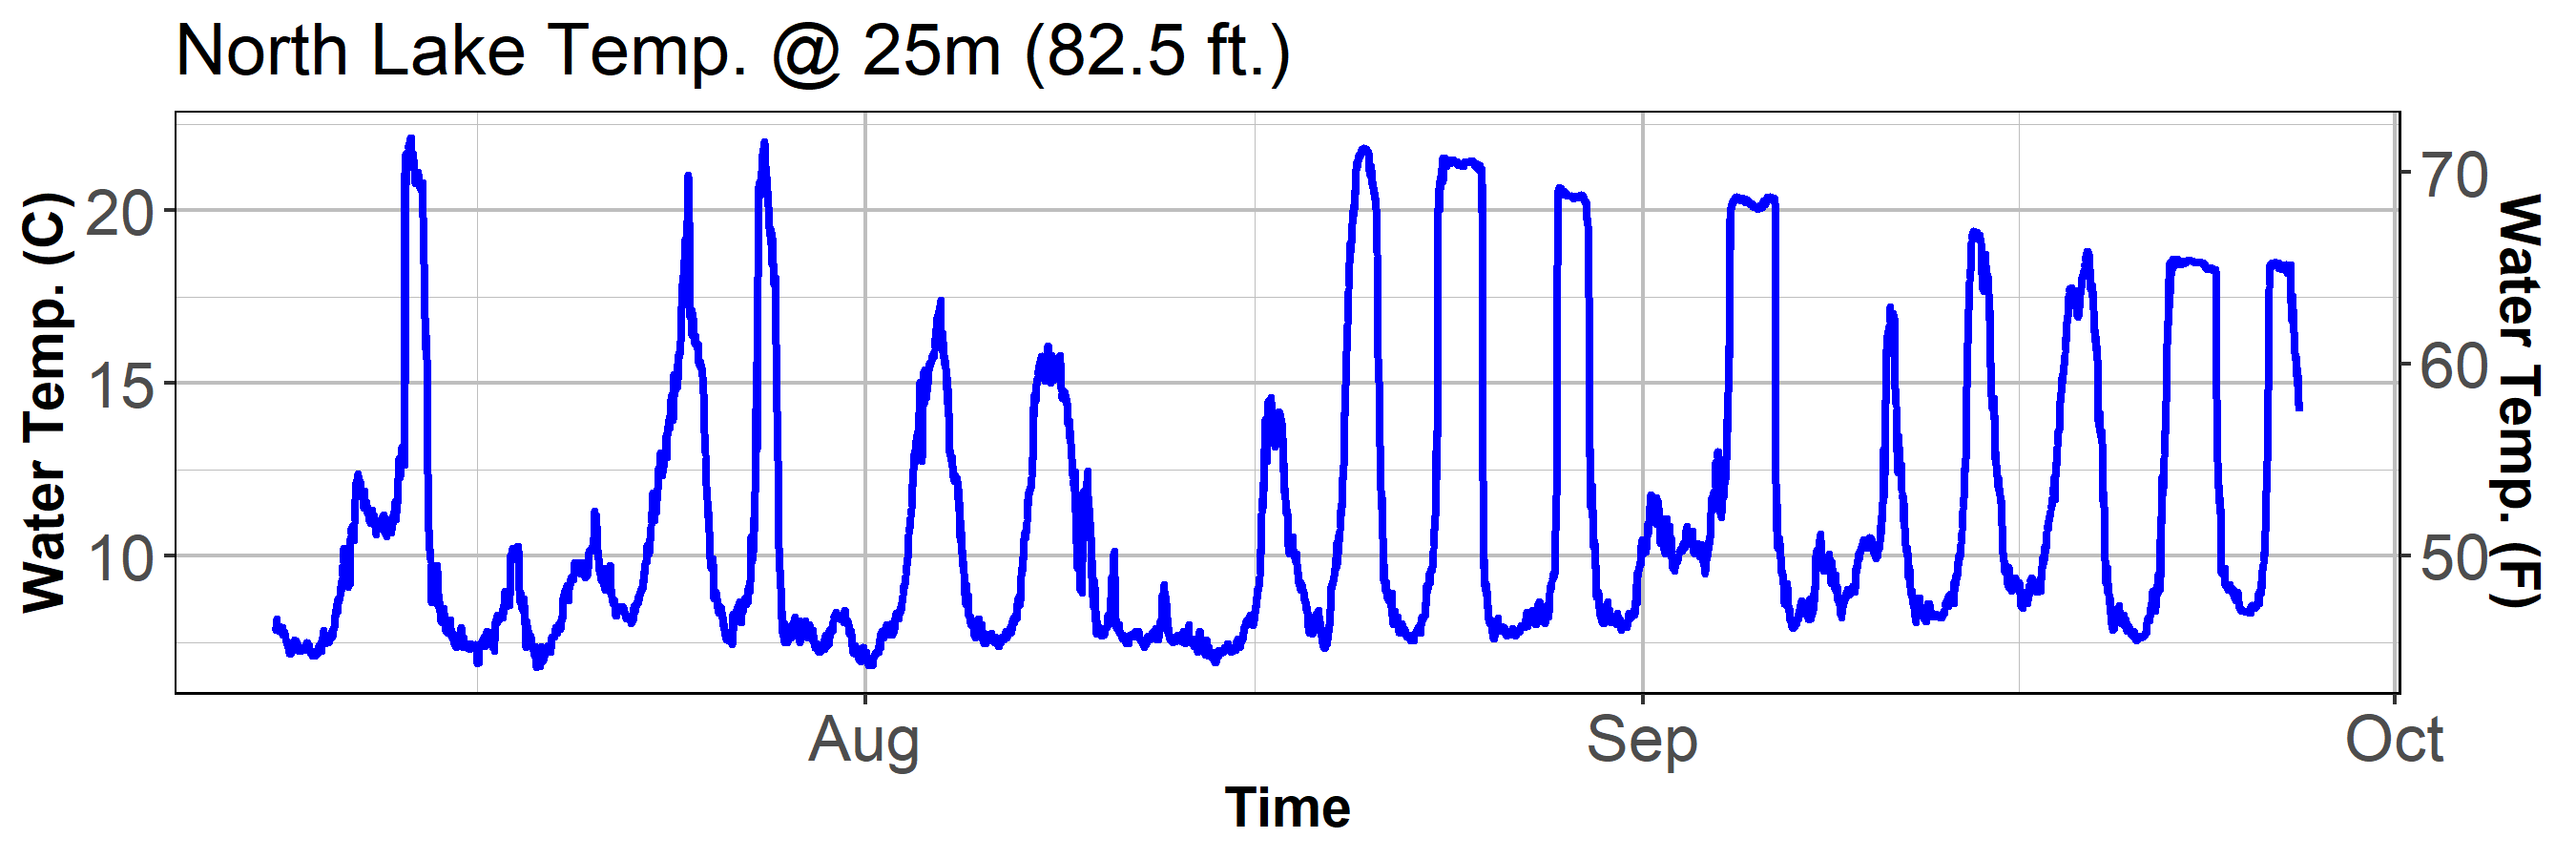 North Lake Temp. @ 25m (82.5 ft.)
Water Temp. (C)
20
15
10
70
60
50
Water Temp. (F)
Aug
Sep
Oct
Time